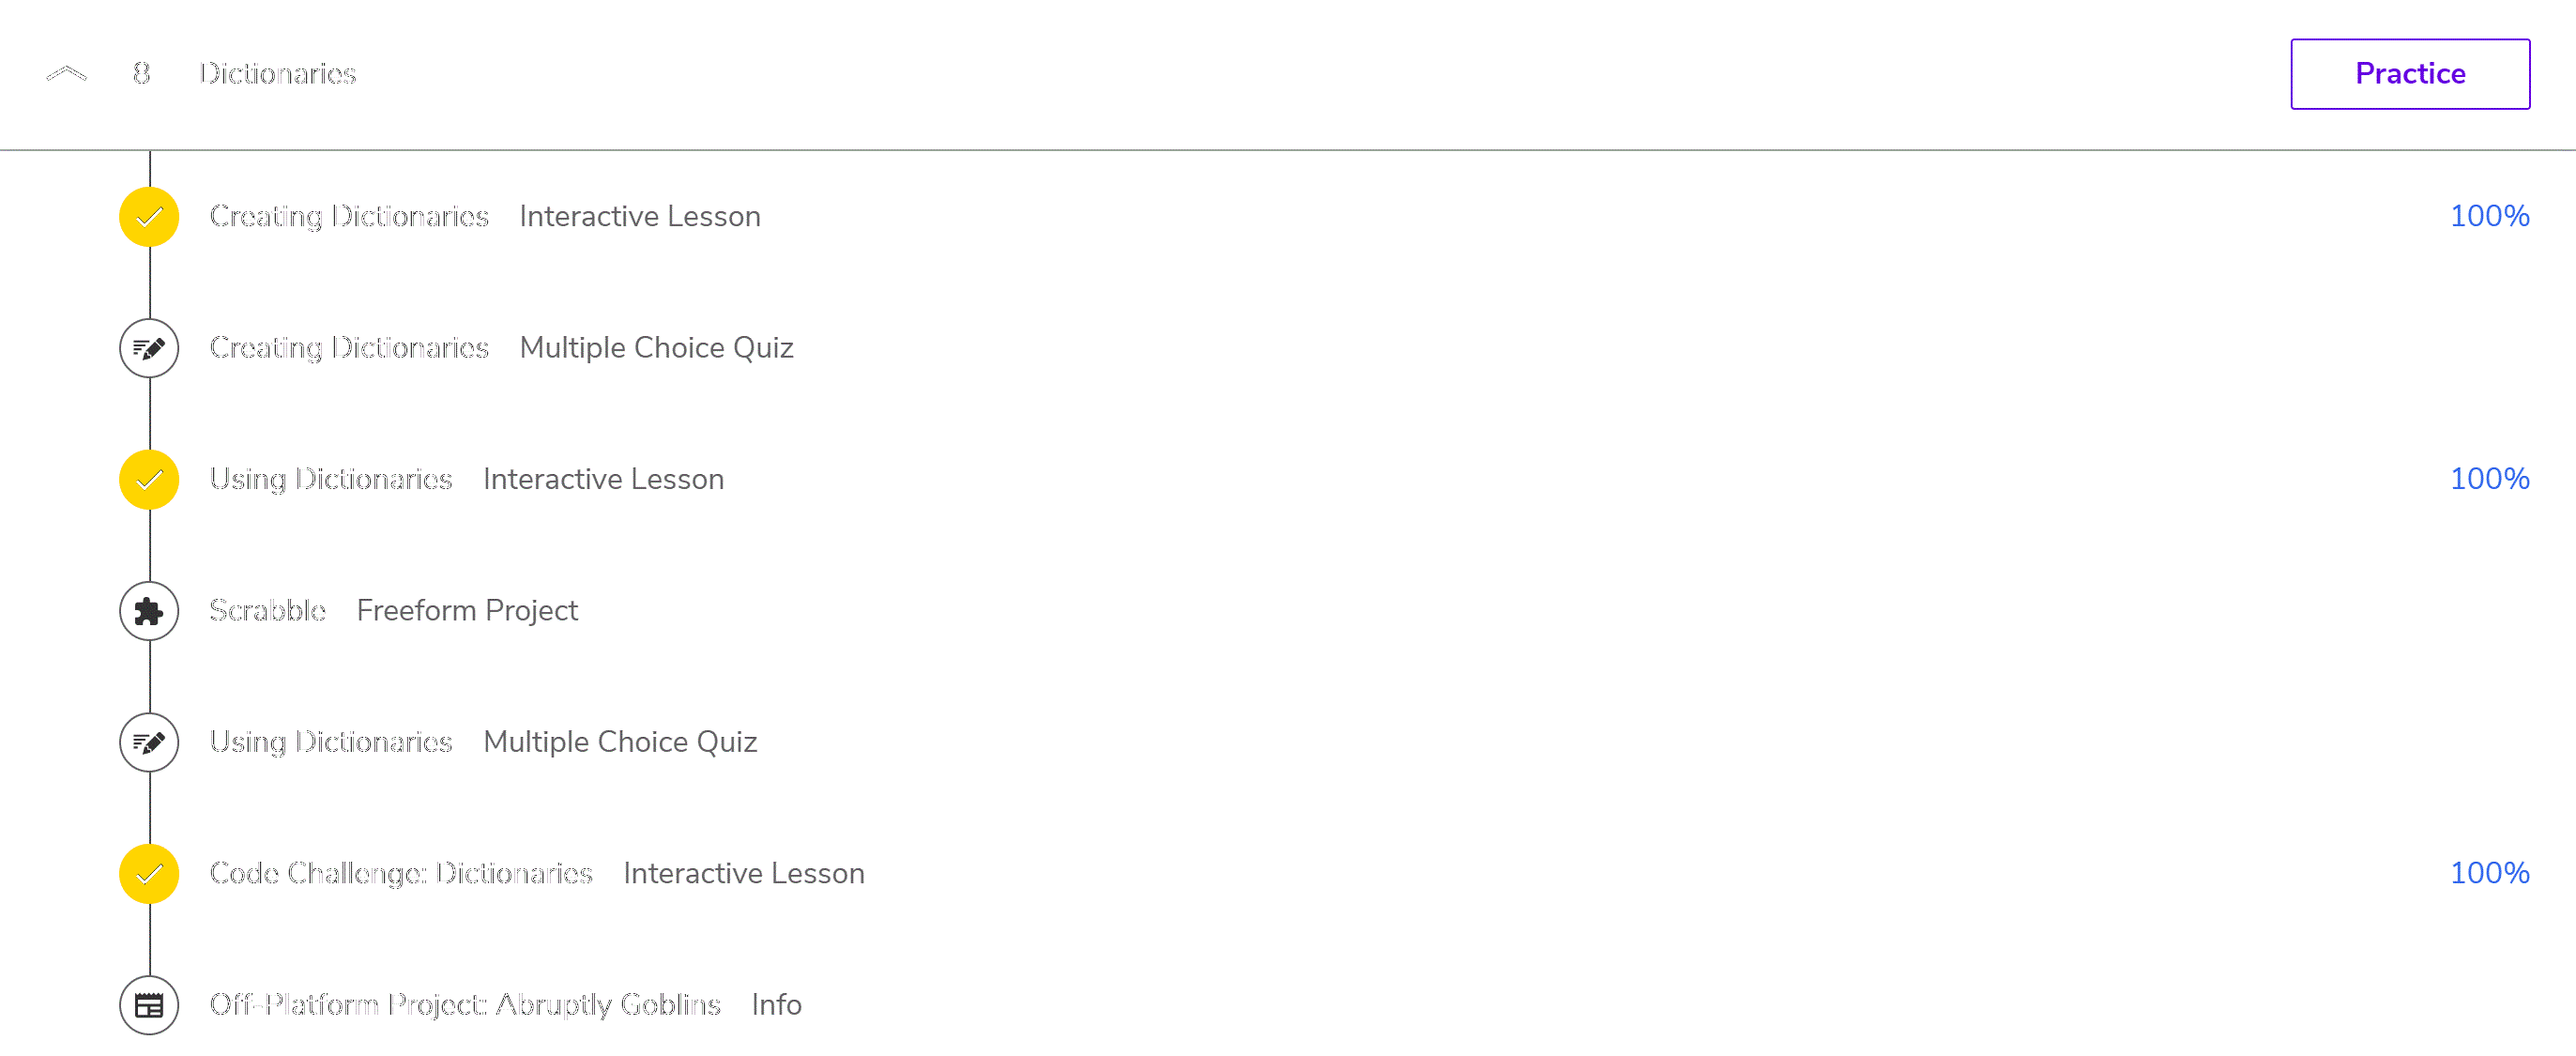 8 Dictionaries Practice
Creating Dictionaries Interactive Lesson 100%
Creating Dictionaries Multiple Choice Quiz
Using Dictionaries Interactive Lesson 100%
Scrabble Freeform Project
Using Dictionaries Multiple Choice Quiz
Code Challenge: Dictionaries Interactive Lesson 100%
Off-Platform Project: Abruptly Goblins Info